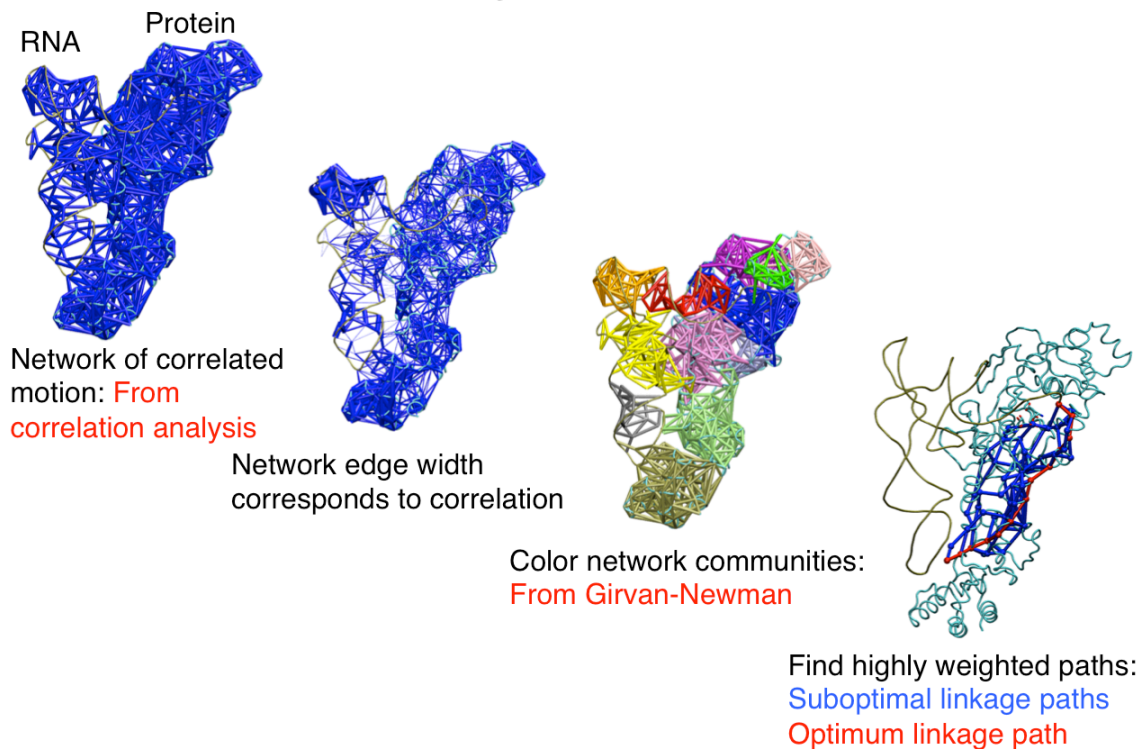 RNA
Protein
Network of correlated
motion: From
correlation analysis
Network edge width
corresponds to correlation
Color network communities:
From Girvan-Newman
Find highly weighted paths:
Suboptimal linkage paths
Optimum linkage path